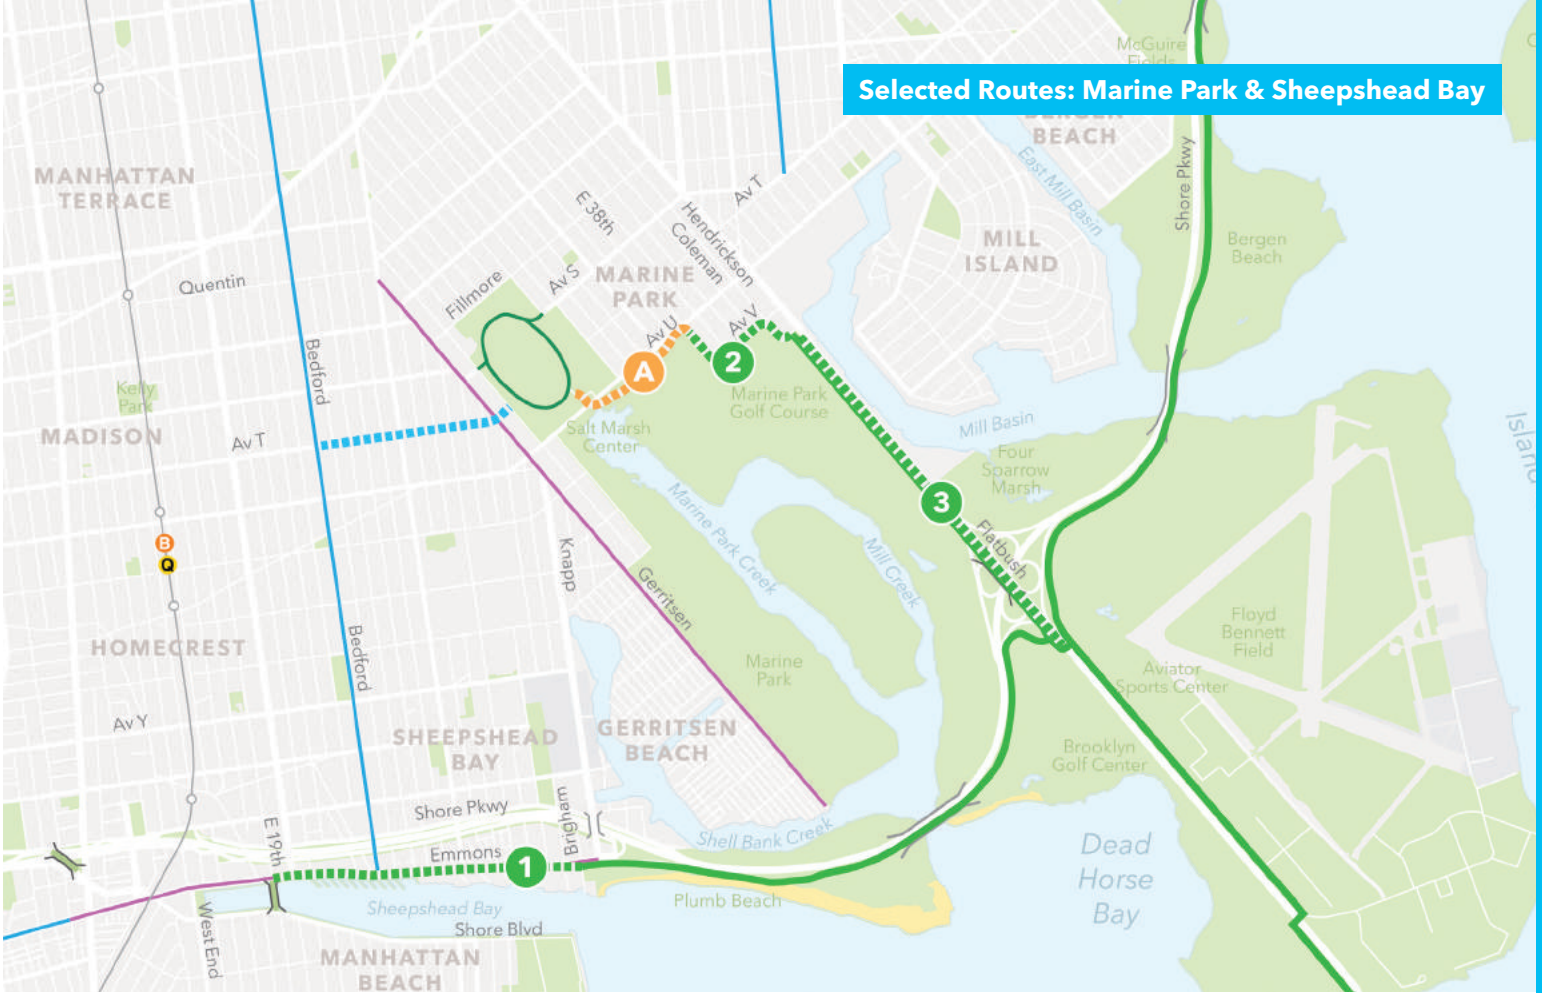 McGuire
Fields
Selected Routes: Marine Park & Sheepshead Bay
BERGEN
BEACH
MANHATTAN
TERRACE
East Mill Basin
Shore Pkwy
Av T
E 38th
Hendrickson
Coleman
MILL
ISLAND
Bergen
Beach
Quentin
Fillmore
Av S
MARINE
PARK
Av U
Av V
Bedford
A
2
Kelly
Park
Marine Park
Golf Course
MADISON
Av T
Salt Marsh
Center
Mill Basin
Four
Sparrow
Marsh
Island
3
Marine Park Creek
Mill Creek
Flatbush
B
Q
Knapp
Gerritsen
HOMECREST
Bedford
Floyd
Bennett
Field
Marine
Park
Aviator
Sports Center
Av Y
SHEEPSHEAD
BAY
GERRITSEN
BEACH
Brooklyn
Golf Center
Shore Pkwy
Brigham
E 19th
Emmons
1
Shell Bank Creek
Dead
Horse
Bay
Plumb Beach
West End
Sheepshead Bay
Shore Blvd
MANHATTAN
BEACH